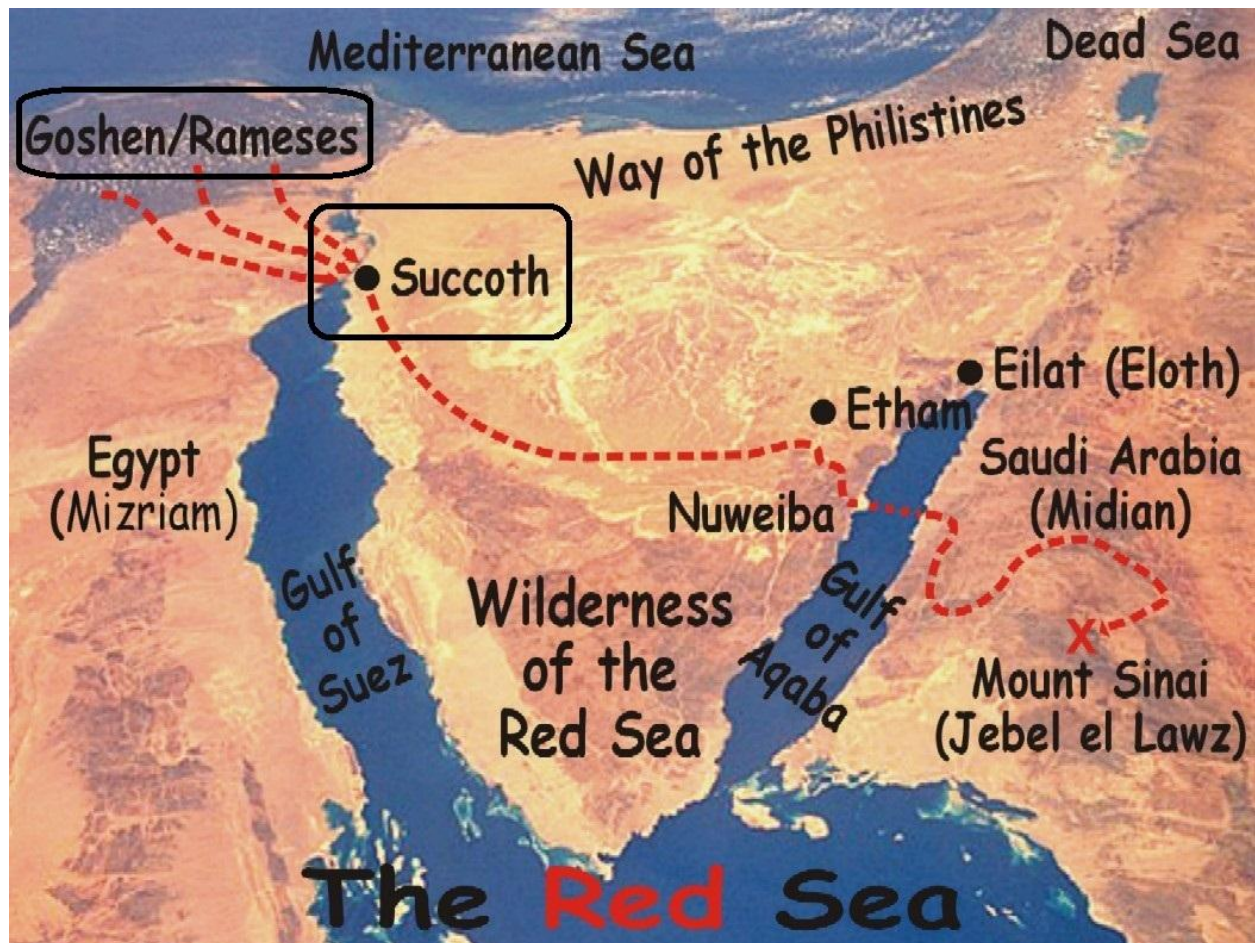 Mediterranean Sea
Dead Sea
Goshen/Rameses
Way of the Philistines
Succoth
Eilat (Eloth)
Etham
Egypt
(Mizriam)
Saudi Arabia
(Midian)
Nuweiba
Gulf
of
Suez
Wilderness
of the
Red Sea
Gulf
of
Aqaba
X
Mount Sinai
(Jebel el Lawz)
The Red Sea